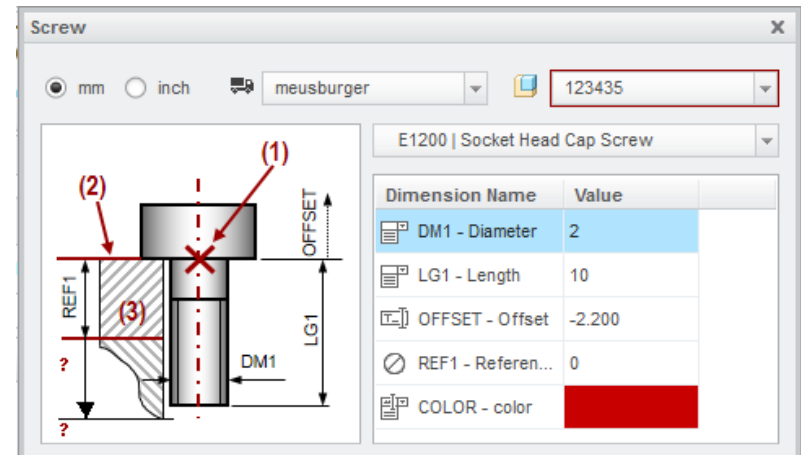 Screw
mm inch meusburger 123435
E1200 | Socket Head Cap Screw
(1)
(2)
(3)
OFFSET
REF1
LG1
DM1
?
?
Dimension Name Value
DM1 - Diameter 2
LG1 - Length 10
OFFSET - Offset -2.200
REF1 - Referen... 0
COLOR - color